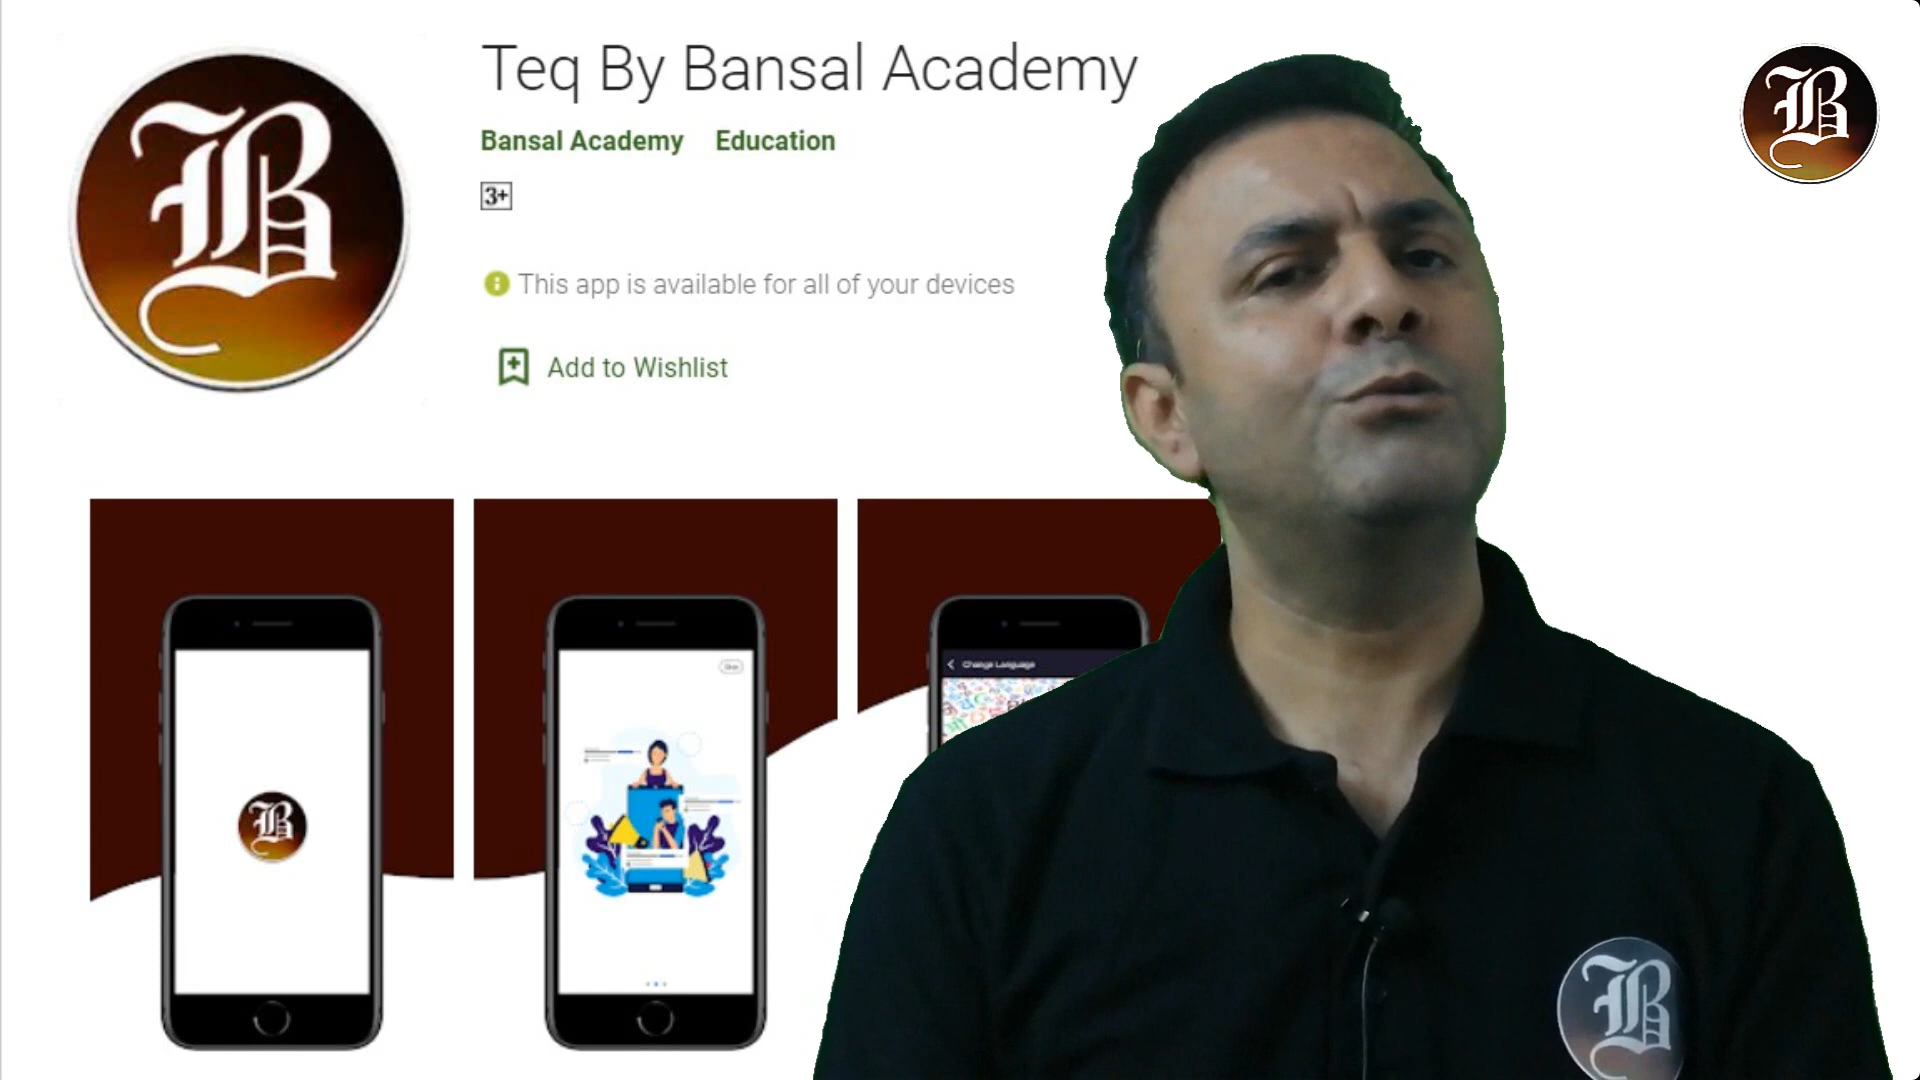 Teq By Bansal Academy
Bansal Academy Education
3+
This app is available for all of your devices
Add to Wishlist
Change Language
B
B
B
B